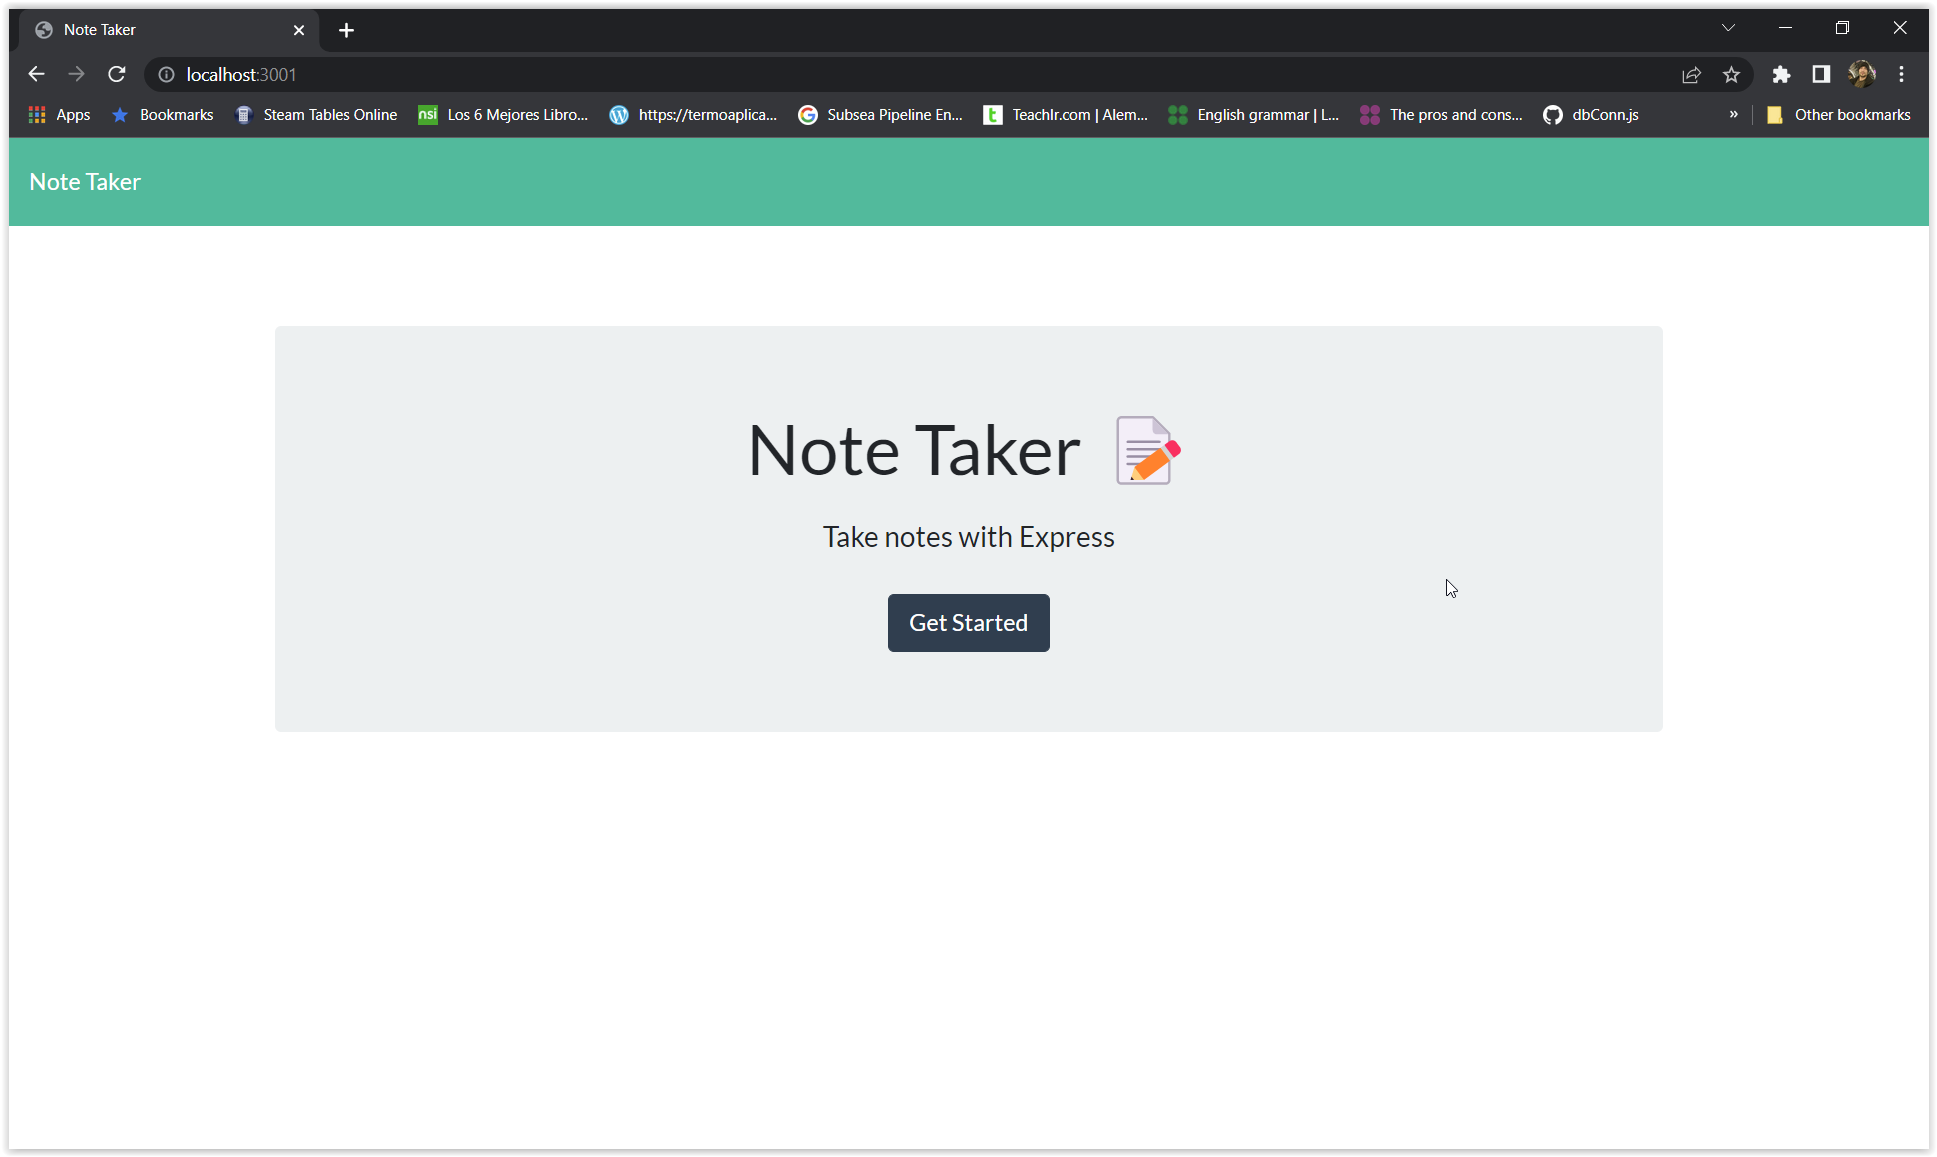 Note Taker
localhost:3001
Apps Bookmarks Steam Tables Online nsi Los 6 Mejores Libro... https://termoaplica... Subsea Pipeline En... t TeachIr.com | Alem... English grammar | L... The pros and cons... dbConn.js » Other bookmarks
Note Taker
Note Taker
Take notes with Express
Get Started